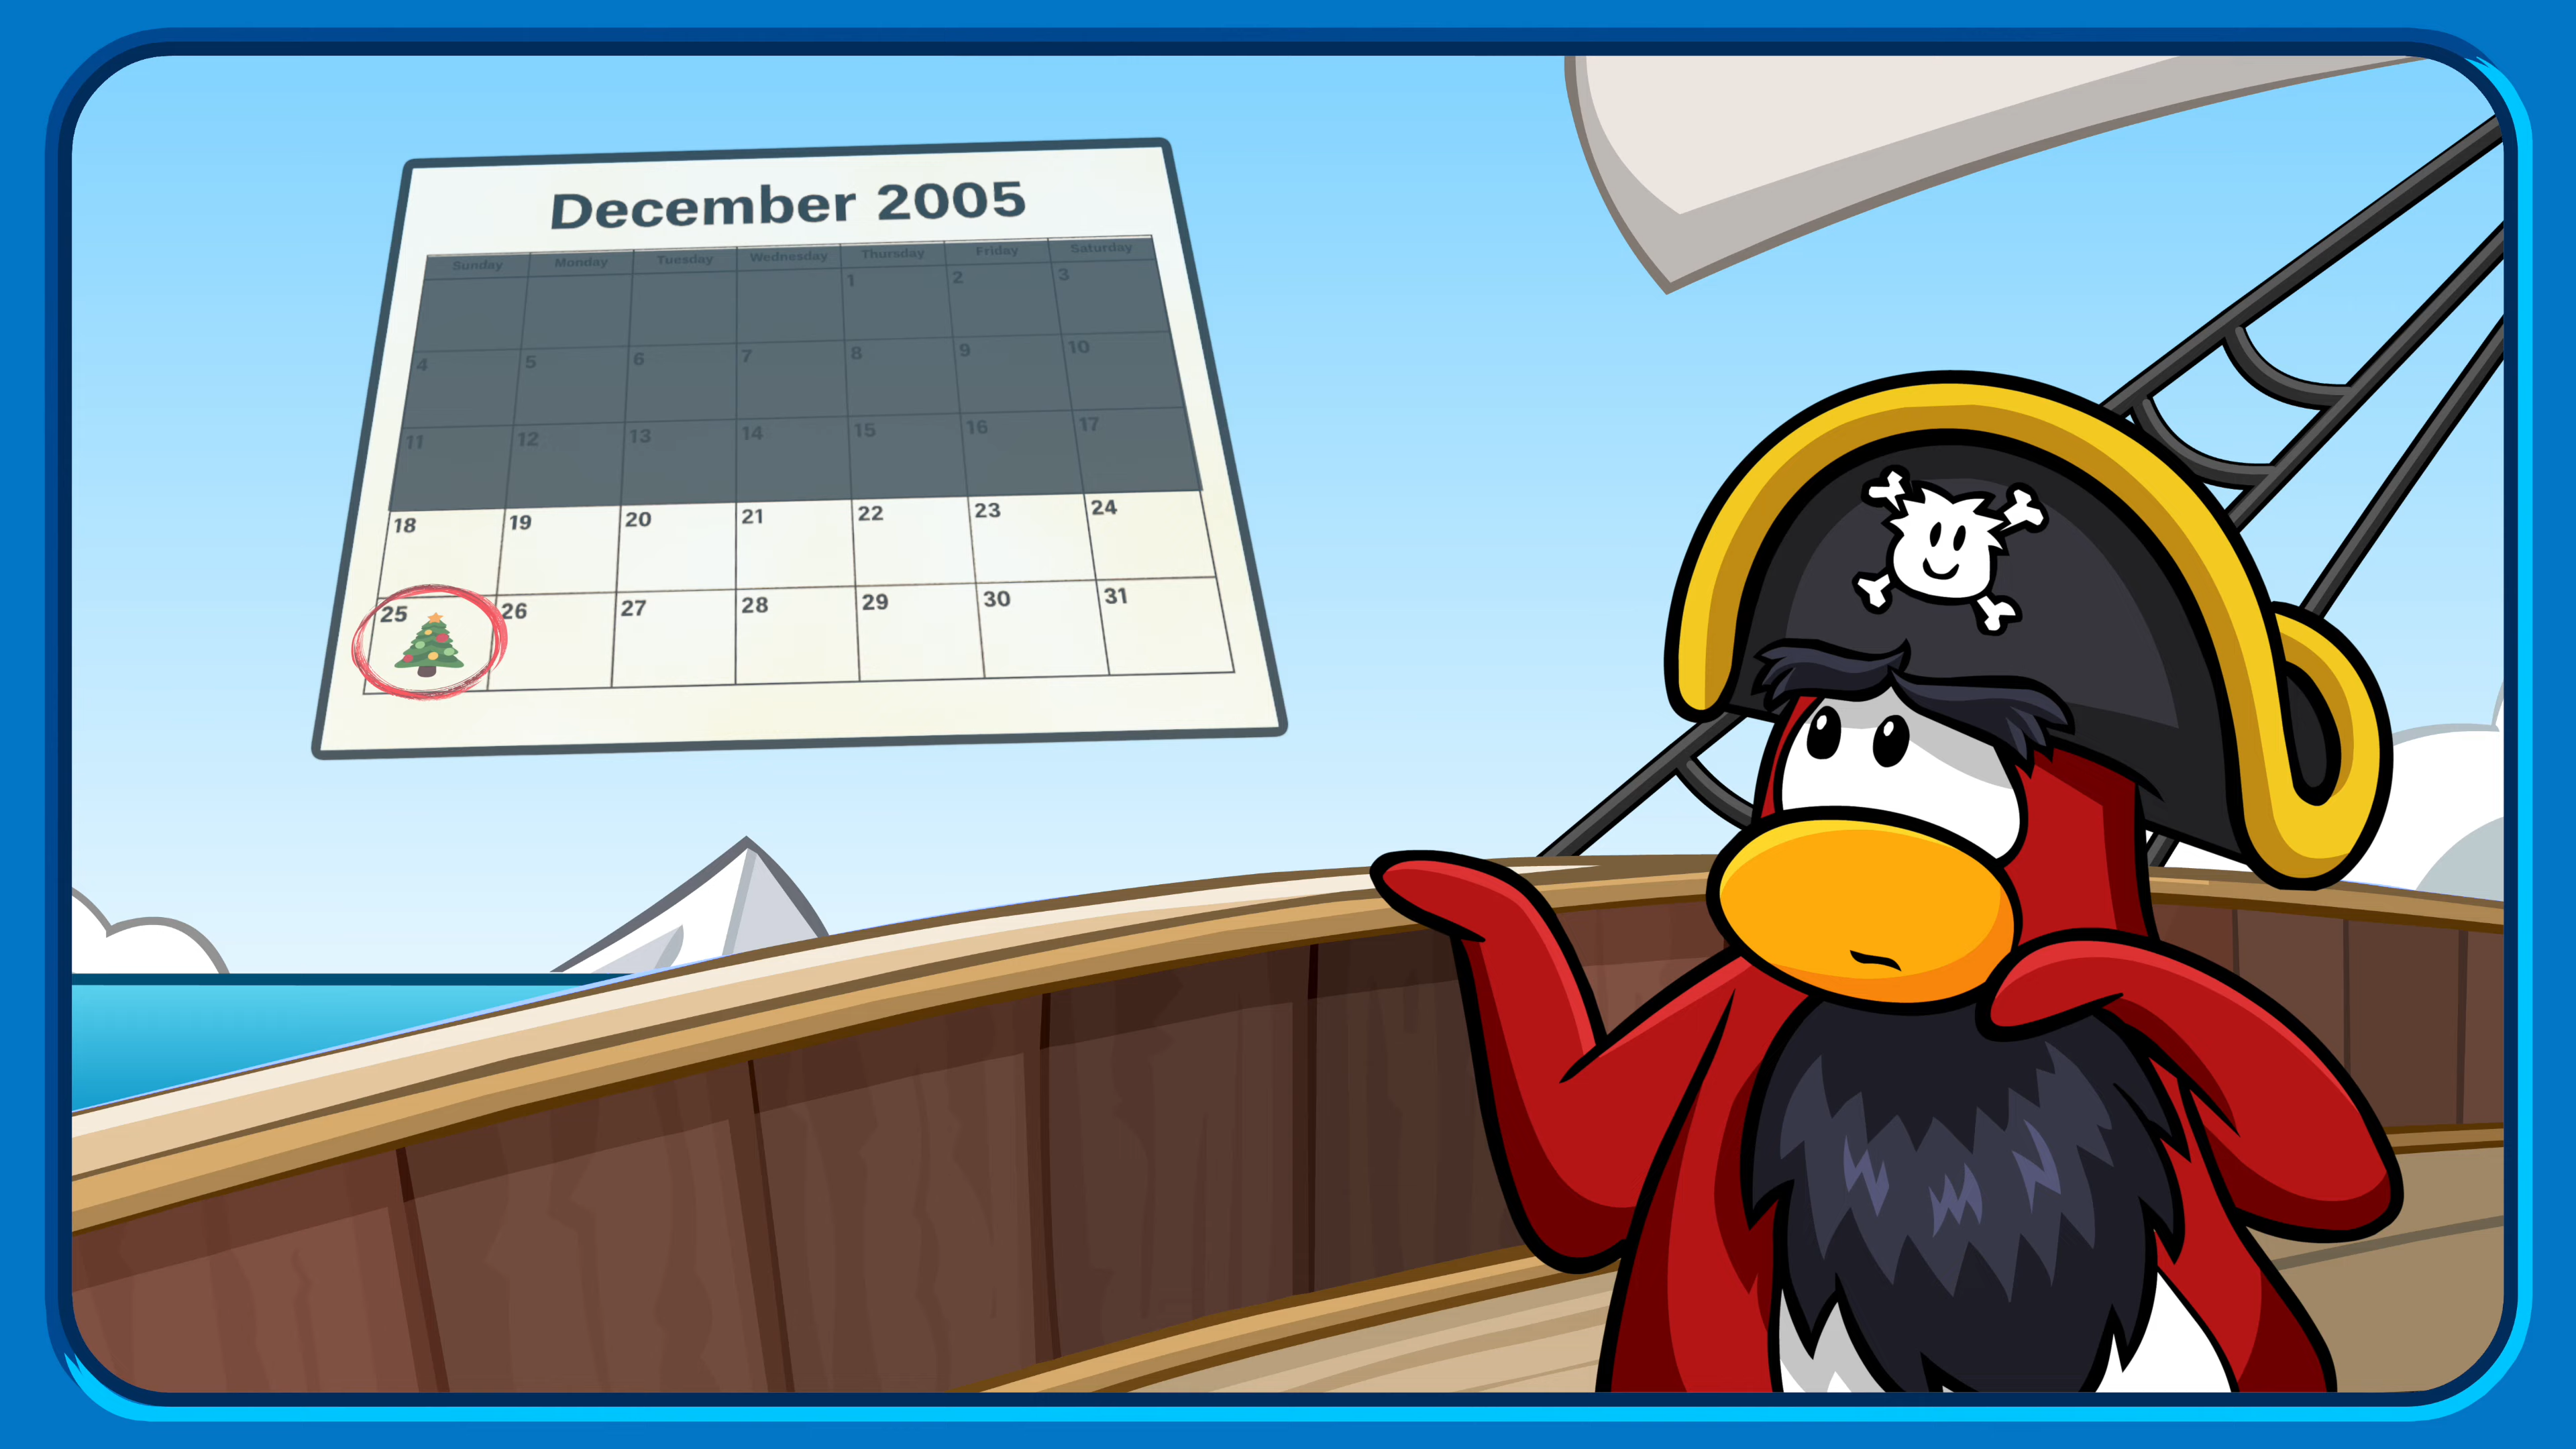 December 2005
Sunday Monday Tuesday Wednesday Thursday Friday Saturday
1 2 3
4 5 6 7 8 9 10
11 12 13 14 15 16 17
18 19 20 21 22 23 24
25 26 27 28 29 30 31